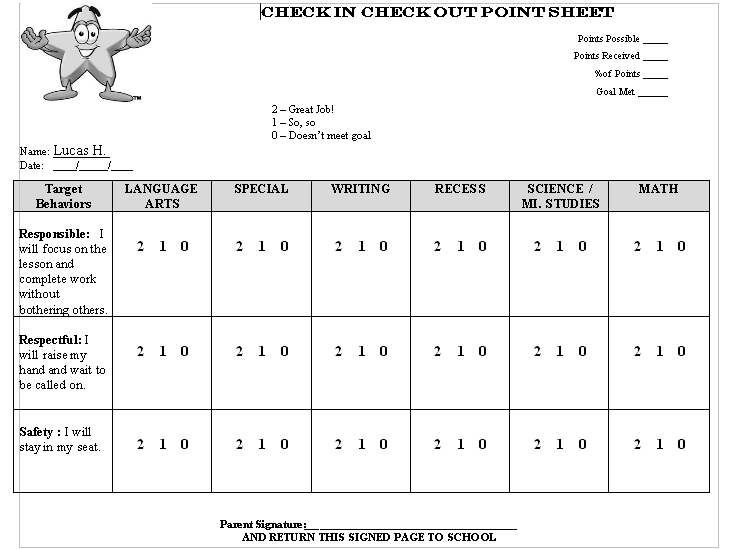 CHECK IN CHECK OUT POINT SHEET
Points Possible _____
Points Received _____
%of Points _____
Goal Met ______
2 – Great Job!
1 – So, so
0 – Doesn't meet goal
Name: Lucas H.
Date: ____/_____/____
Target Behaviors LANGUAGE ARTS SPECIAL WRITING RECESS SCIENCE / MI. STUDIES MATH
Responsible: I
will focus on the
lesson and
complete work
without
bothering others.
2 1 0 2 1 0 2 1 0 2 1 0 2 1 0 2 1 0
Respectful: I
will raise my
hand and wait to
be called on.
2 1 0 2 1 0 2 1 0 2 1 0 2 1 0 2 1 0
Safety : I will
stay in my seat.
2 1 0 2 1 0 2 1 0 2 1 0 2 1 0 2 1 0
Parent Signature:___________________________________
AND RETURN THIS SIGNED PAGE TO SCHOOL